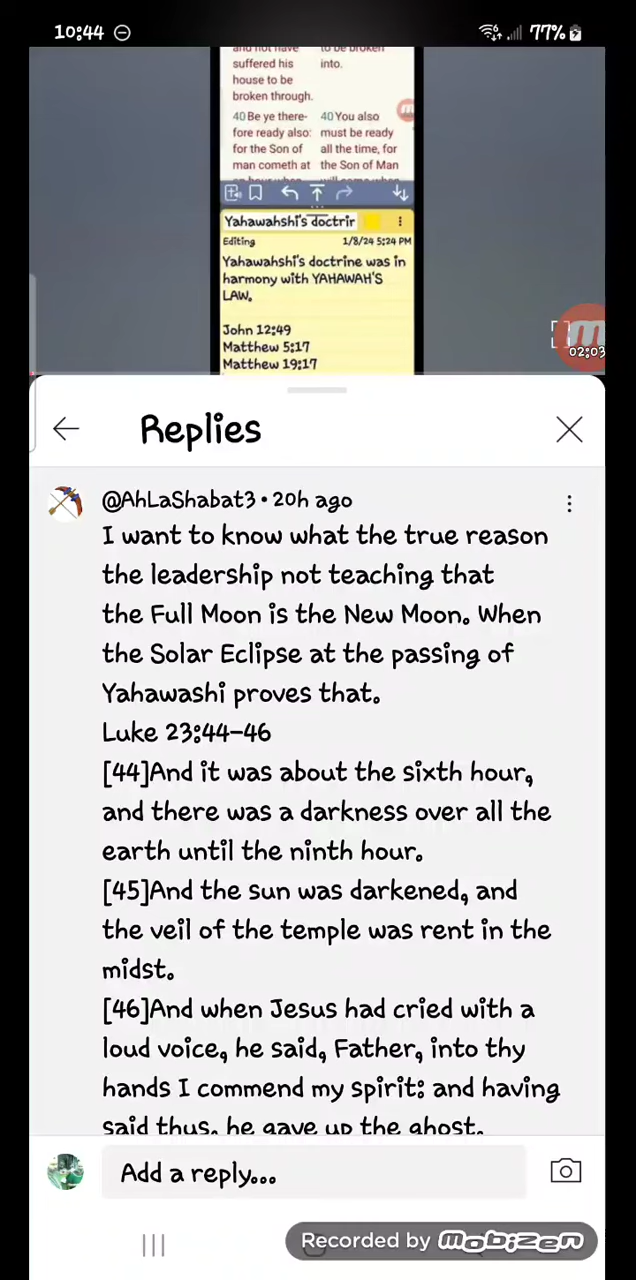 10:44
77%
and not have to be broken
suffered his into.
house to be
broken through.
40 Be ye there- 40 You also
fore ready also: must be ready
for the Son of all the time, for
man cometh at the Son of Man
Yahawahshi's doctrin
Editing 1/8/24 5:24 PM
Yahawahshi's doctrine was in
harmony with YAHAWAH'S
LAW.
John 12:49
Matthew 5:17
Matthew 19:17
02:03
Replies
@AhLaShabat3 • 20h ago
I want to know what the true reason
the leadership not teaching that
the Full Moon is the New Moon. When
the Solar Eclipse at the passing of
Yahawashi proves that.
Luke 23:44-46
[44]And it was about the sixth hour,
and there was a darkness over all the
earth until the ninth hour.
[45]And the sun was darkened, and
the veil of the temple was rent in the
midst.
[46]And when Jesus had cried with a
loud voice, he said, Father, into thy
hands I commend my spirit: and having
said thus, he gave up the ghost.
Add a reply...
Recorded by mobizen